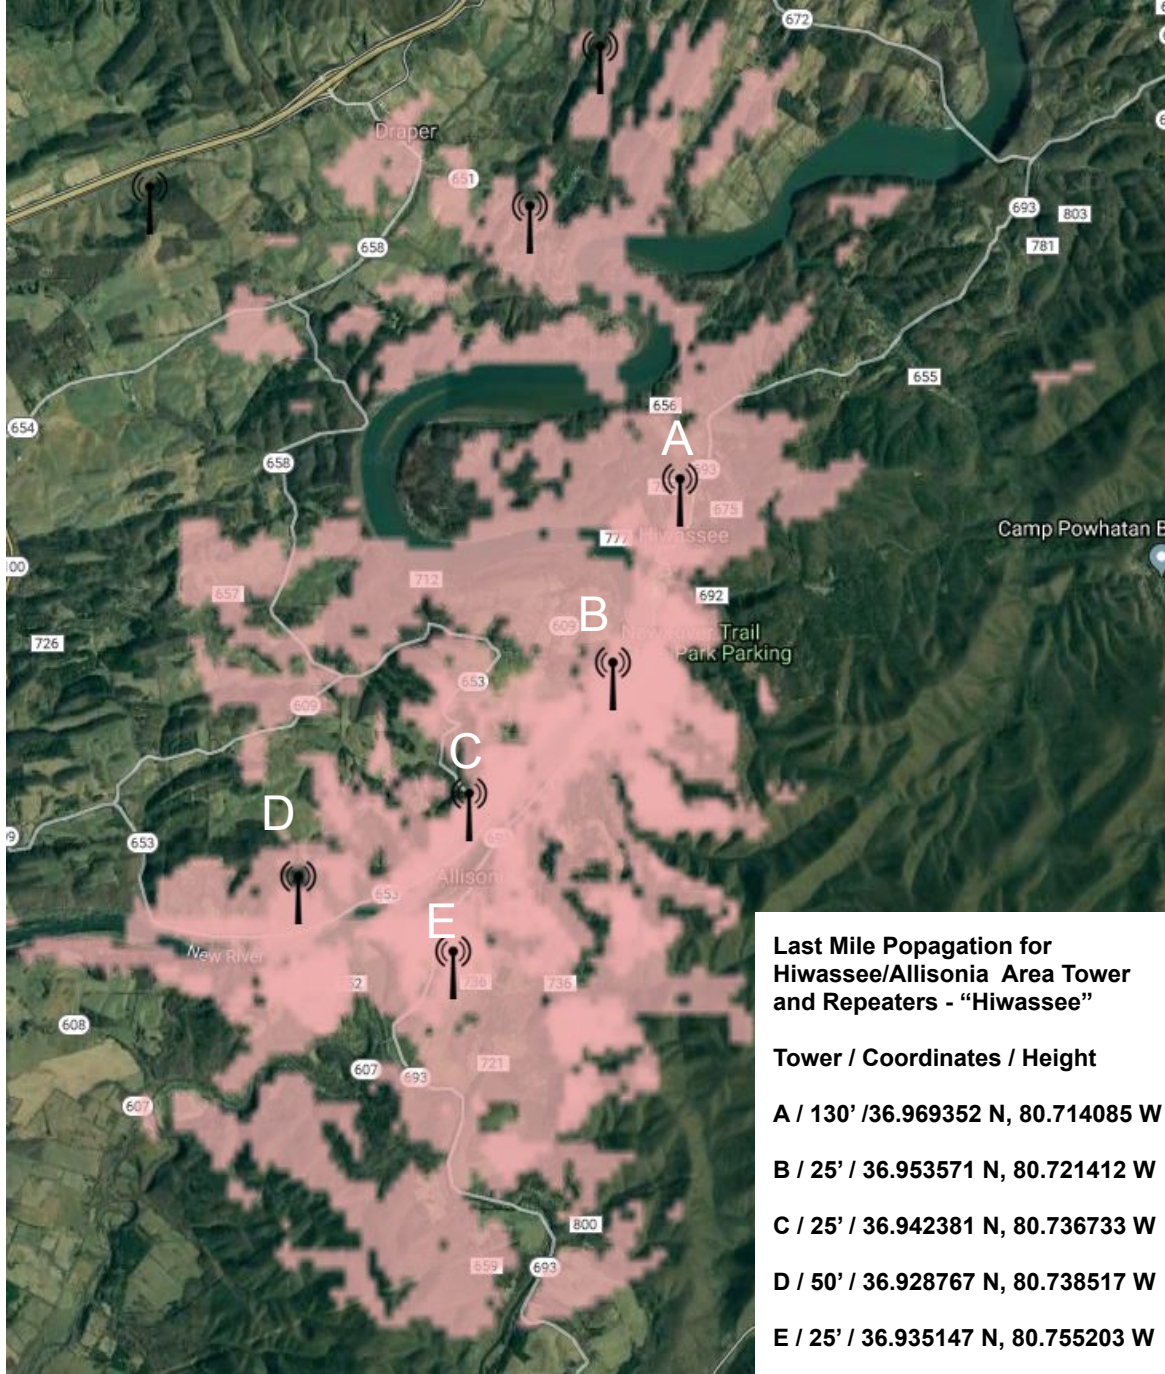 672
Draper
651
693
803
781
658
655
656
654
A
658
693
675
Hiwassee
Camp Powhatan B
100
712
777
657
692
B
609
726
New River Trail
Park Parking
653
609
C
D
653
Allisoni
653
E
New River
736
736
608
607
693
721
607
800
659
693
Last Mile Popagation for
Hiwassee/Allisonia Area Tower
and Repeaters - “Hiwassee”
Tower / Coordinates / Height
A / 130’ /36.969352 N, 80.714085 W
B / 25’ / 36.953571 N, 80.721412 W
C / 25’ / 36.942381 N, 80.736733 W
D / 50’ / 36.928767 N, 80.738517 W
E / 25’ / 36.935147 N, 80.755203 W